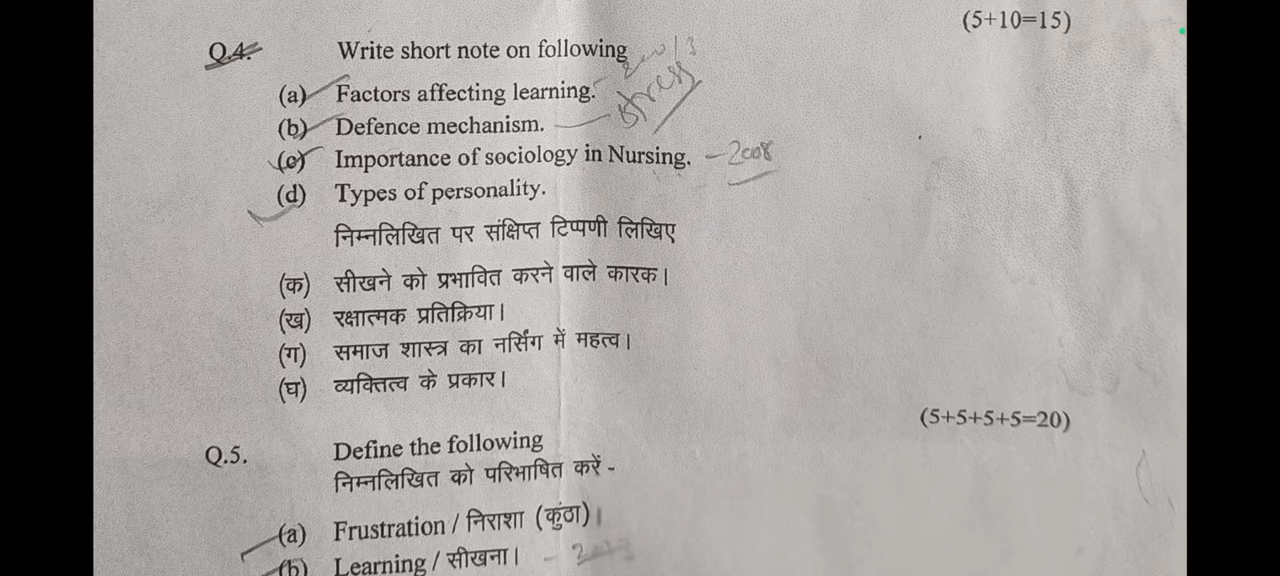 (5+10=15)
Q.4. Write short note on following
(a) Factors affecting learning.
stress
(b) Defence mechanism.
(c) Importance of sociology in Nursing. - 2008
(d) Types of personality.
निम्नलिखित पर संक्षिप्त टिप्पणी लिखिए
(क) सीखने को प्रभावित करने वाले कारक।
(ख) रक्षात्मक प्रतिक्रिया।
(ग) समाज शास्त्र का नर्सिंग में महत्व।
(घ) व्यक्तित्व के प्रकार।
(5+5+5+5=20)
Q.5. Define the following
निम्नलिखित को परिभाषित करें -
(a) Frustration / निराशा (कुंठा)।
(b) Learning / सीखना।